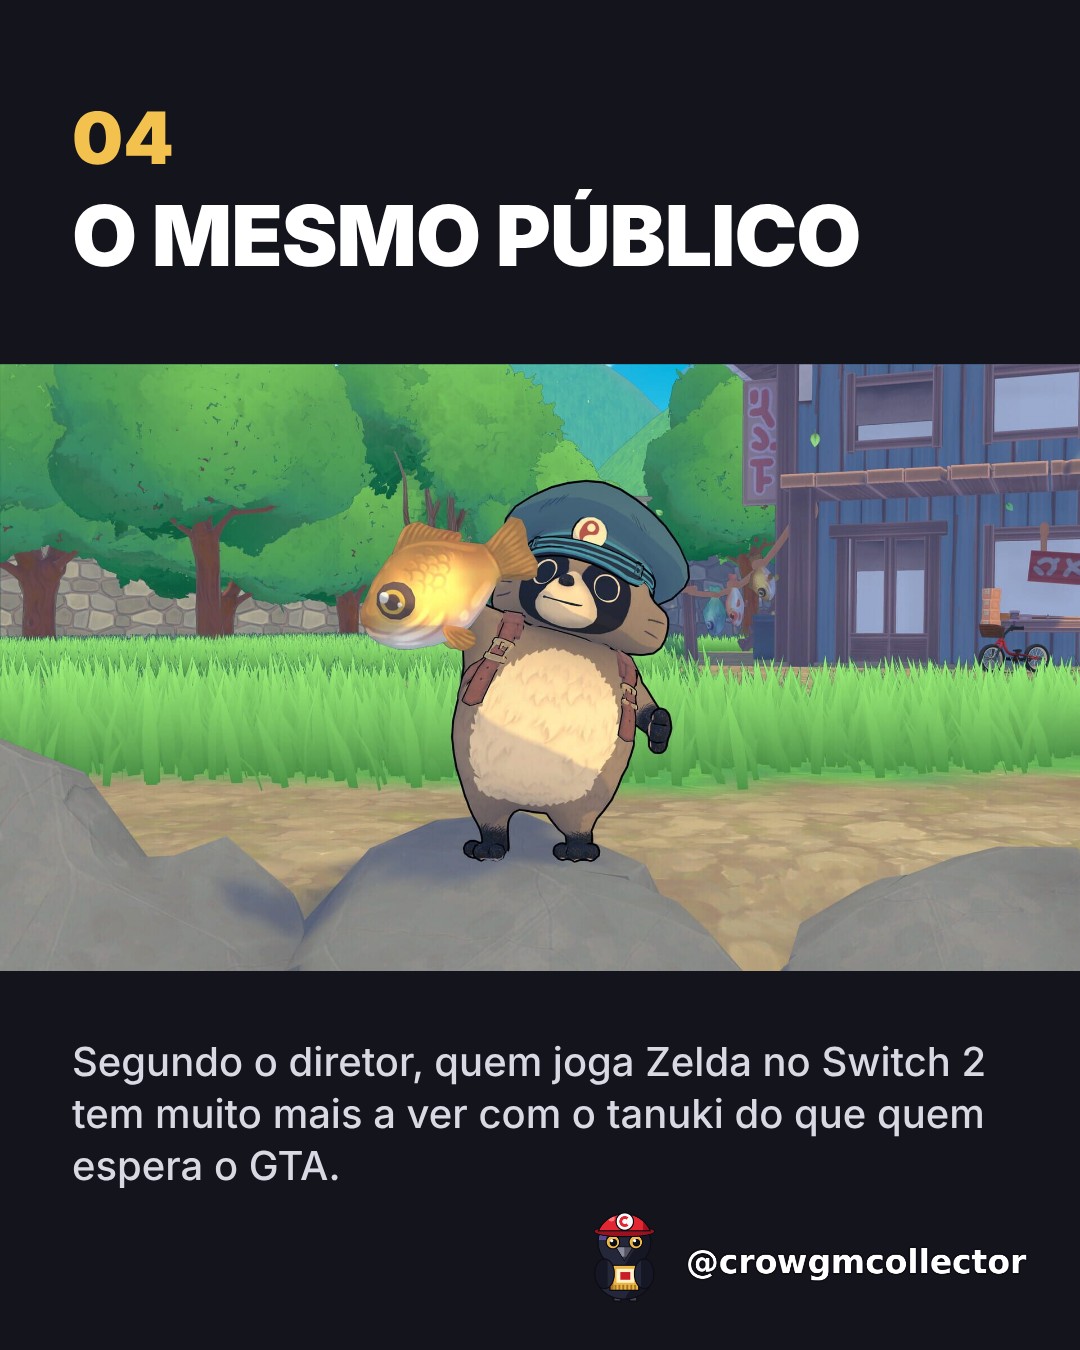 04
O MESMO PÚBLICO
P
Segundo o diretor, quem joga Zelda no Switch 2
tem muito mais a ver com o tanuki do que quem
espera o GTA.
C
@crowgmcollector